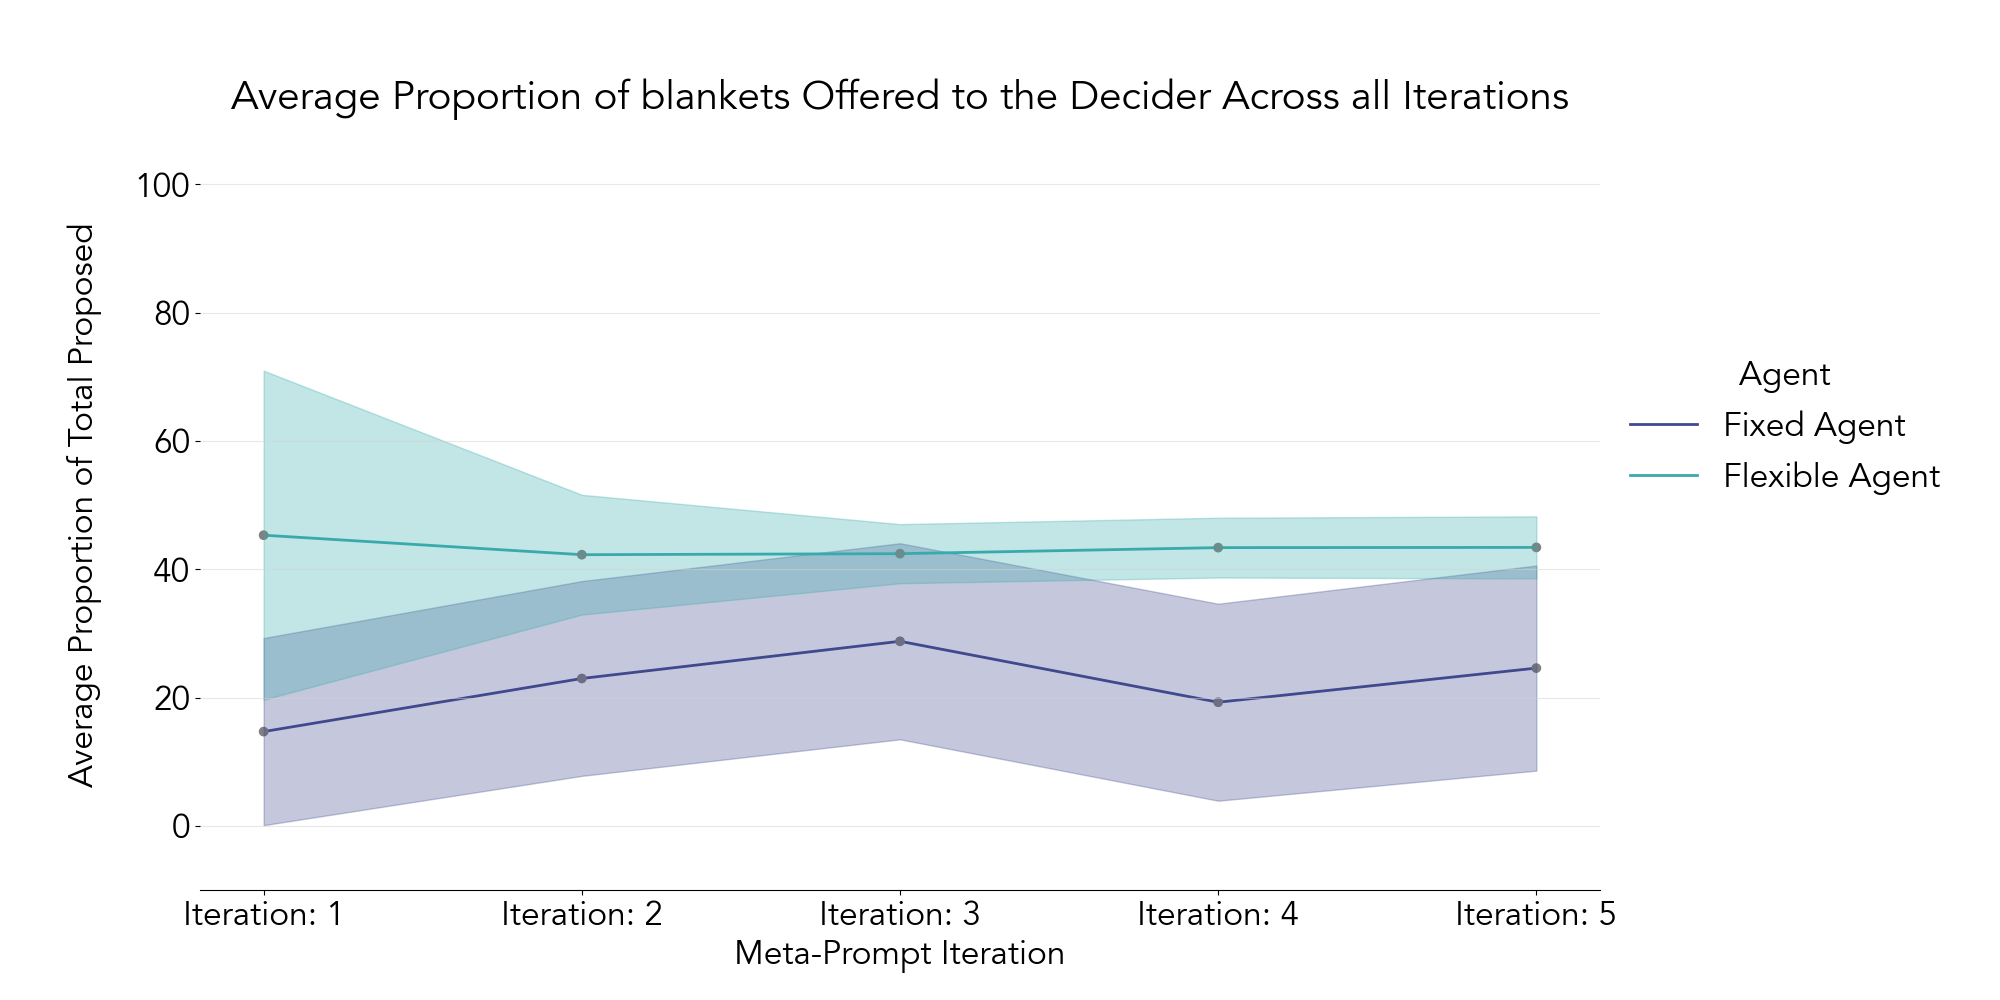 Average Proportion of blankets Offered to the Decider Across all Iterations
Average Proportion of Total Proposed
100
80
60
40
20
0
Iteration: 1
Iteration: 2
Iteration: 3
Iteration: 4
Iteration: 5
Meta-Prompt Iteration
Agent
Fixed Agent
Flexible Agent